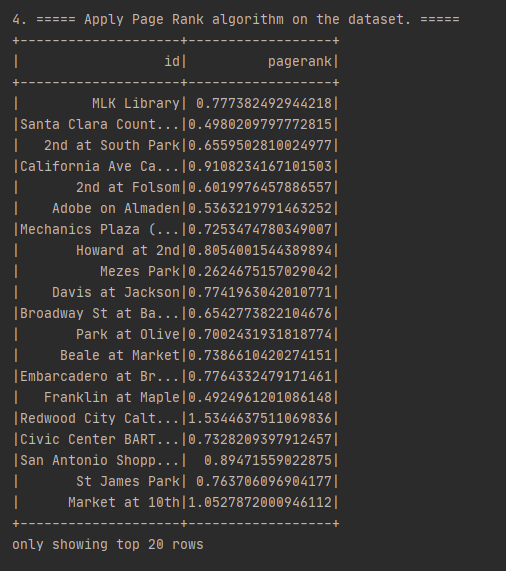 4. ===== Apply Page Rank algorithm on the dataset. =====
+--------------------+------------------+
|                  id|          pagerank|
+--------------------+------------------+
|         MLK Library| 0.777382492944218|
|Santa Clara Count...|0.4980209797772815|
|   2nd at South Park|0.6559502810024977|
|California Ave Ca...|0.9108234167101503|
|       2nd at Folsom|0.6019976457886557|
|    Adobe on Almaden|0.5363219791463252|
|Mechanics Plaza (...|0.7253474780349007|
|       Howard at 2nd|0.8054001544389894|
|          Mezes Park|0.2624675157029042|
|    Davis at Jackson|0.7741963042010771|
|Broadway St at Ba...|0.6542773822104676|
|       Park at Olive|0.7002431931818774|
|     Beale at Market|0.7386610420274151|
|Embarcadero at Br...|0.7764332479171461|
|   Franklin at Maple|0.4924961201086148|
|Redwood City Calt...|1.5344637511069836|
|Civic Center BART...|0.7328209397912457|
|San Antonio Shopp...|  0.89471559022875|
|       St James Park| 0.763706096904177|
|      Market at 10th|1.0527872000946112|
+--------------------+------------------+
only showing top 20 rows